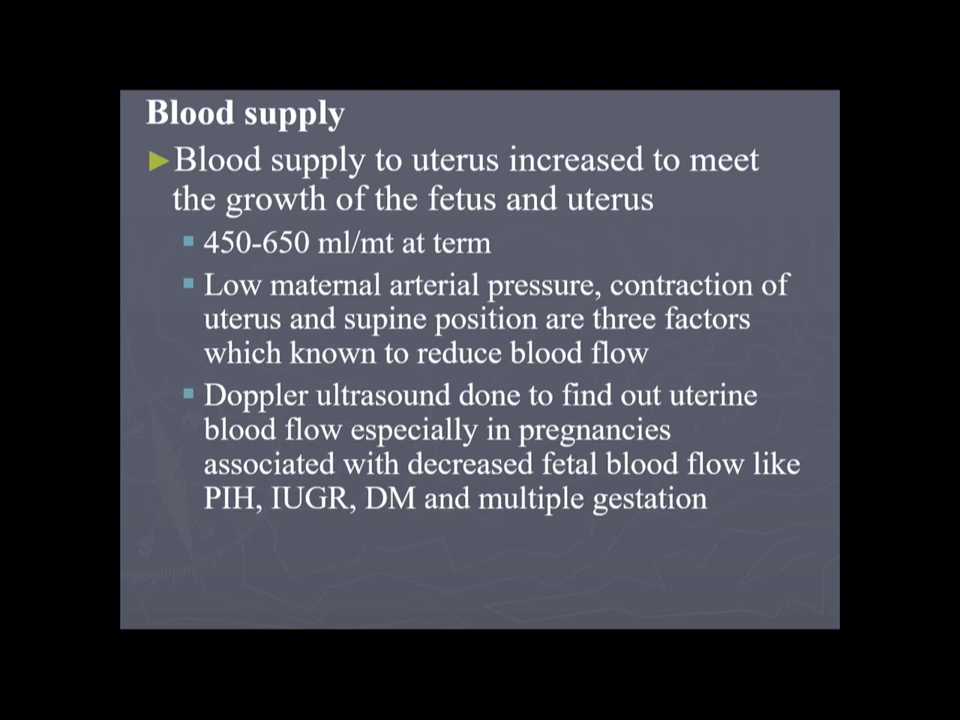 Blood supply
►Blood supply to uterus increased to meet
the growth of the fetus and uterus
▪ 450-650 ml/mt at term
▪ Low maternal arterial pressure, contraction of
uterus and supine position are three factors
which known to reduce blood flow
▪ Doppler ultrasound done to find out uterine
blood flow especially in pregnancies
associated with decreased fetal blood flow like
PIH, IUGR, DM and multiple gestation